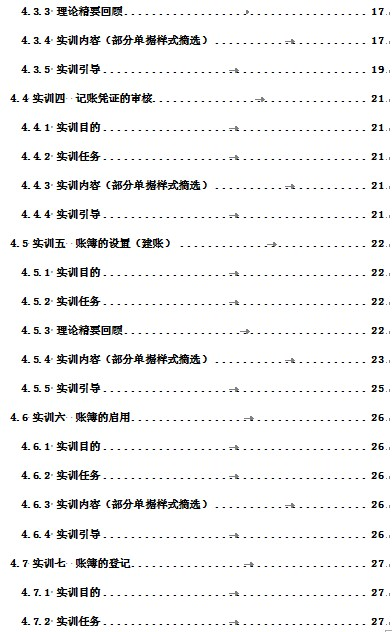 4.3.3 理论精要回顾 17
4.3.4 实训内容（部分单据样式摘选） 17
4.3.5 实训引导 19
4.4 实训四 记账凭证的审核 21
4.4.1 实训目的 21
4.4.2 实训任务 21
4.4.3 实训内容（部分单据样式摘选） 21
4.4.4 实训引导 21
4.5 实训五 账簿的设置（建账） 22
4.5.1 实训目的 22
4.5.2 实训任务 22
4.5.3 理论精要回顾 22
4.5.4 实训内容（部分单据样式摘选） 23
4.5.5 实训引导 25
4.6 实训六 账簿的启用 26
4.6.1 实训目的 26
4.6.2 实训任务 26
4.6.3 实训内容（部分单据样式摘选） 26
4.6.4 实训引导 26
4.7 实训七 账簿的登记 27
4.7.1 实训目的 27
4.7.2 实训任务 27